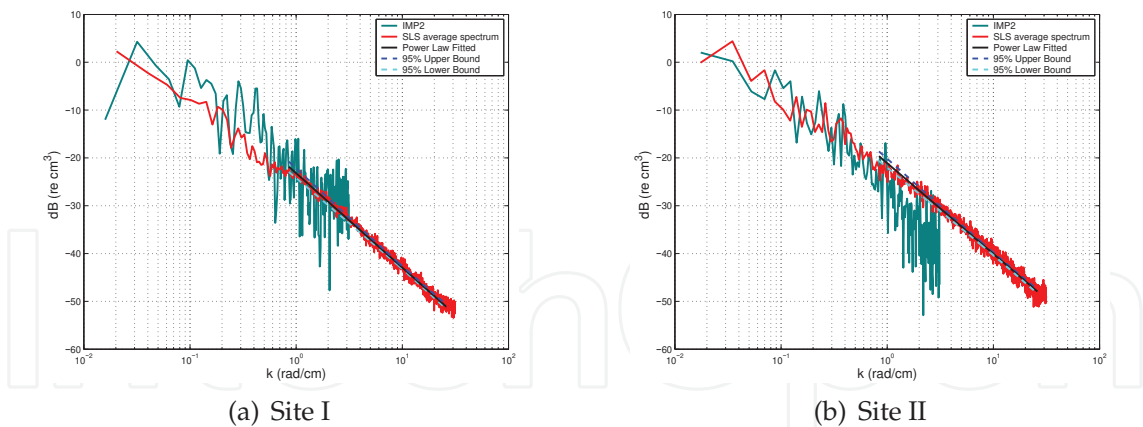 IMP2
SLS average spectrum
Power Law Fitted
95% Upper Bound
95% Lower Bound
10
0
−10
−20
−30
−40
−50
−60
dB (re cm³)
10⁻² 10⁻¹ 10⁰ 10¹ 10²
k (rad/cm)
(a) Site I
IMP2
SLS average spectrum
Power Law Fitted
95% Upper Bound
95% Lower Bound
10
0
−10
−20
−30
−40
−50
−60
dB (re cm³)
10⁻² 10⁻¹ 10⁰ 10¹ 10²
k (rad/cm)
(b) Site II